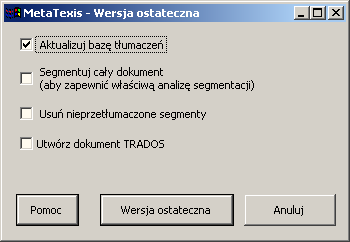 MetaTexis - Wersja ostateczna
Aktualizuj bazę tłumaczeń
Segmentuj cały dokument
(aby zapewnić właściwą analizę segmentacji)
Usuń nieprzetłumaczone segmenty
Utwórz dokument TRADOS
Pomoc
Wersja ostateczna
Anuluj